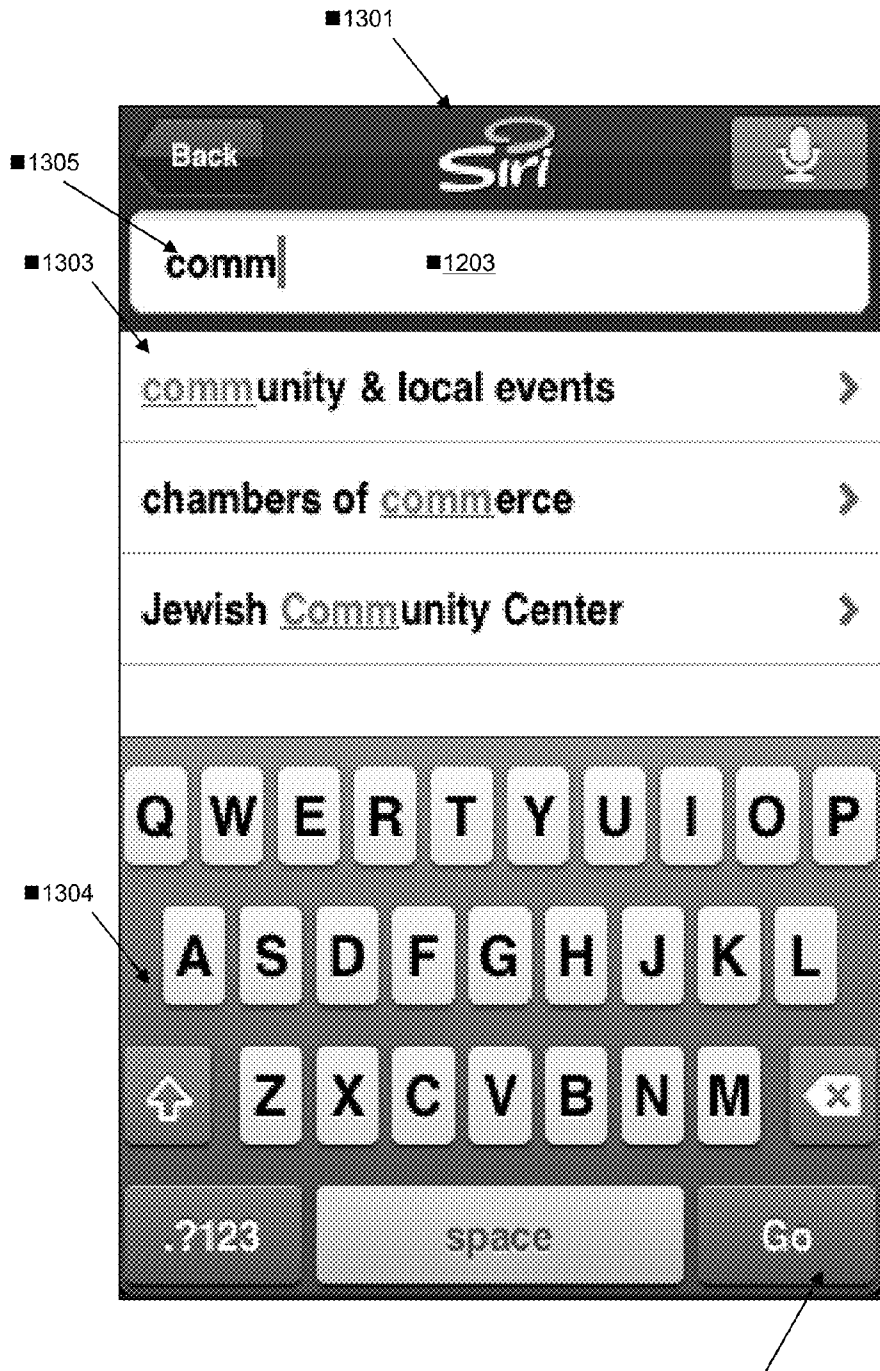 ■1301
Back
Siri
■1305
■1303
comm
■1203
community & local events
chambers of commerce
Jewish Community Center
Q W E R T Y U I O P
■1304
A S D F G H J K L
Z X C V B N M
.?123 space Go